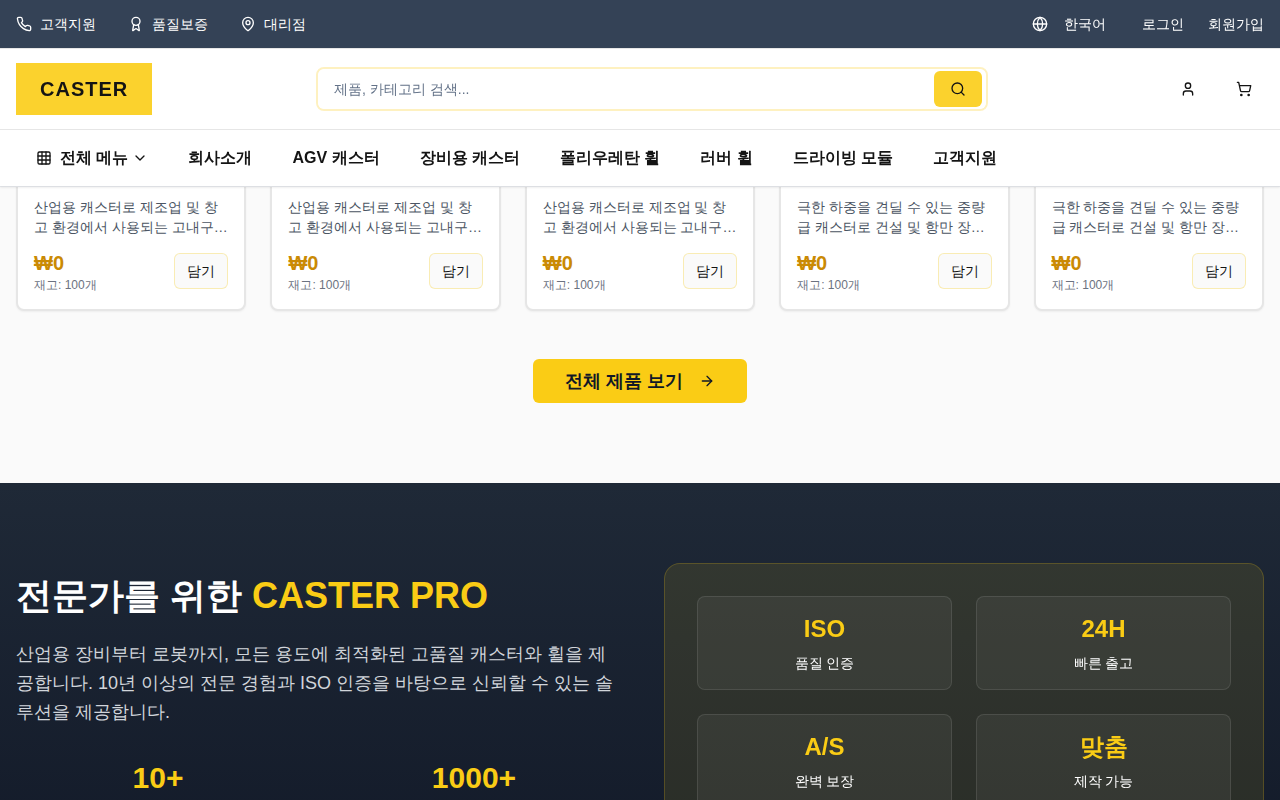 고객지원 품질보증 대리점 한국어 로그인 회원가입
CASTER 제품, 카테고리 검색...
전체 메뉴 회사소개 AGV 캐스터 장비용 캐스터 폴리우레탄 휠 러버 휠 드라이빙 모듈 고객지원
산업용 캐스터로 제조업 및 창
고 환경에서 사용되는 고내구…
₩0
재고: 100개
담기
산업용 캐스터로 제조업 및 창
고 환경에서 사용되는 고내구…
₩0
재고: 100개
담기
산업용 캐스터로 제조업 및 창
고 환경에서 사용되는 고내구…
₩0
재고: 100개
담기
극한 하중을 견딜 수 있는 중량
급 캐스터로 건설 및 항만 장…
₩0
재고: 100개
담기
극한 하중을 견딜 수 있는 중량
급 캐스터로 건설 및 항만 장…
₩0
재고: 100개
담기
전체 제품 보기
전문가를 위한 CASTER PRO
산업용 장비부터 로봇까지, 모든 용도에 최적화된 고품질 캐스터와 휠을 제
공합니다. 10년 이상의 전문 경험과 ISO 인증을 바탕으로 신뢰할 수 있는 솔
루션을 제공합니다.
10+ 1000+
ISO
품질 인증
24H
빠른 출고
A/S
완벽 보장
맞춤
제작 가능